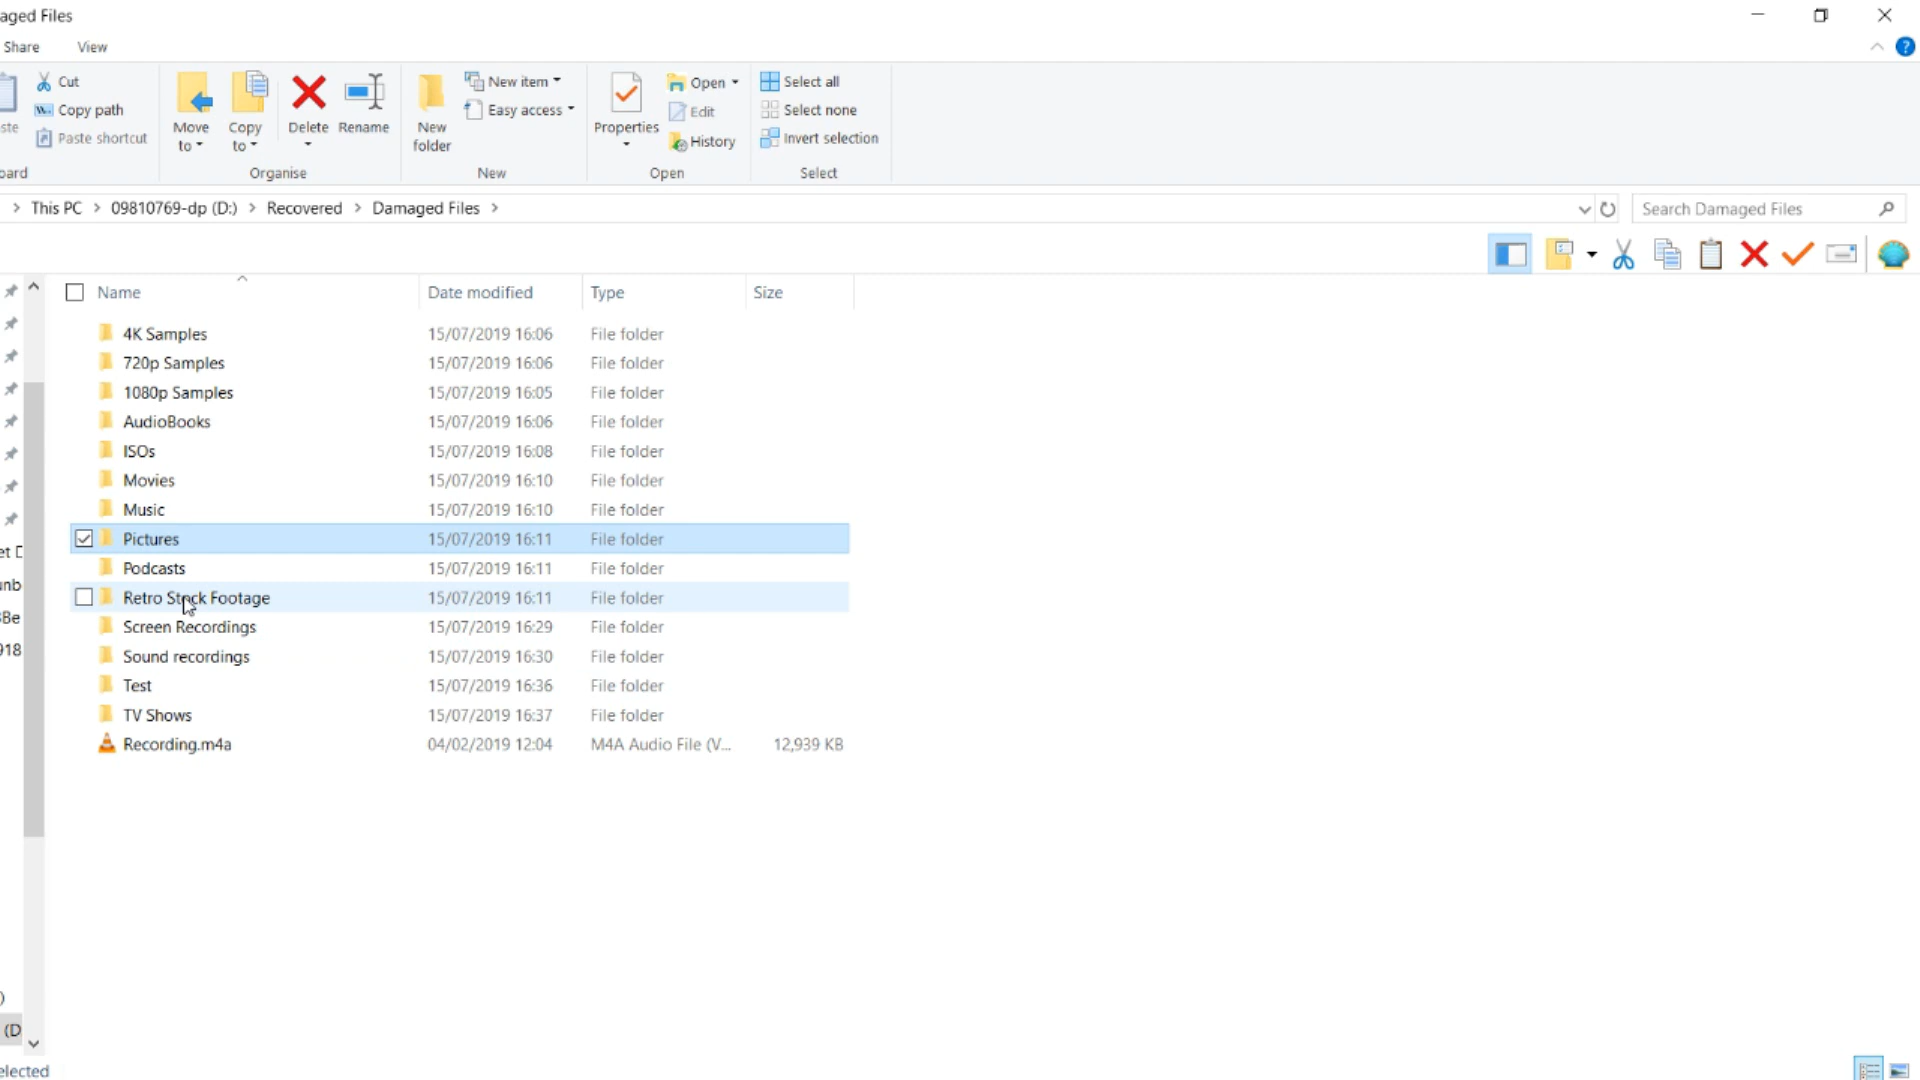 aged Files
Share View
Cut
Copy path
Paste shortcut
ste
oard
Move to
Copy to
Delete
Rename
Organise
New folder
New item
Easy access
New
Properties
Open
Edit
History
Open
Select all
Select none
Invert selection
Select
> This PC > 09810769-dp (D:) > Recovered > Damaged Files >
Search Damaged Files
Name Date modified Type Size
4K Samples 15/07/2019 16:06 File folder
720p Samples 15/07/2019 16:06 File folder
1080p Samples 15/07/2019 16:05 File folder
AudioBooks 15/07/2019 16:06 File folder
ISOs 15/07/2019 16:08 File folder
Movies 15/07/2019 16:10 File folder
Music 15/07/2019 16:10 File folder
Pictures 15/07/2019 16:11 File folder
Podcasts 15/07/2019 16:11 File folder
Retro Stock Footage 15/07/2019 16:11 File folder
Screen Recordings 15/07/2019 16:29 File folder
Sound recordings 15/07/2019 16:30 File folder
Test 15/07/2019 16:36 File folder
TV Shows 15/07/2019 16:37 File folder
Recording.m4a 04/02/2019 12:04 M4A Audio File (V... 12,939 KB
unb
918
)
(D
elected